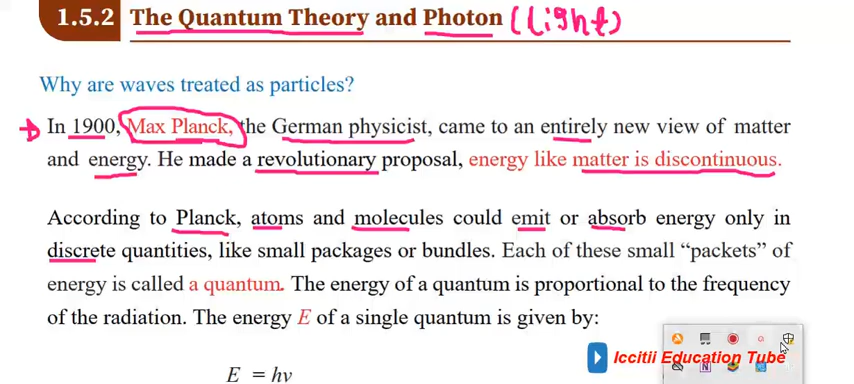 1.5.2 The Quantum Theory and Photon (light)
Why are waves treated as particles?
In 1900, Max Planck, the German physicist, came to an entirely new view of matter
and energy. He made a revolutionary proposal, energy like matter is discontinuous.
According to Planck, atoms and molecules could emit or absorb energy only in
discrete quantities, like small packages or bundles. Each of these small “packets” of
energy is called a quantum. The energy of a quantum is proportional to the frequency
of the radiation. The energy E of a single quantum is given by:
Iccitii Education Tube
E = hν